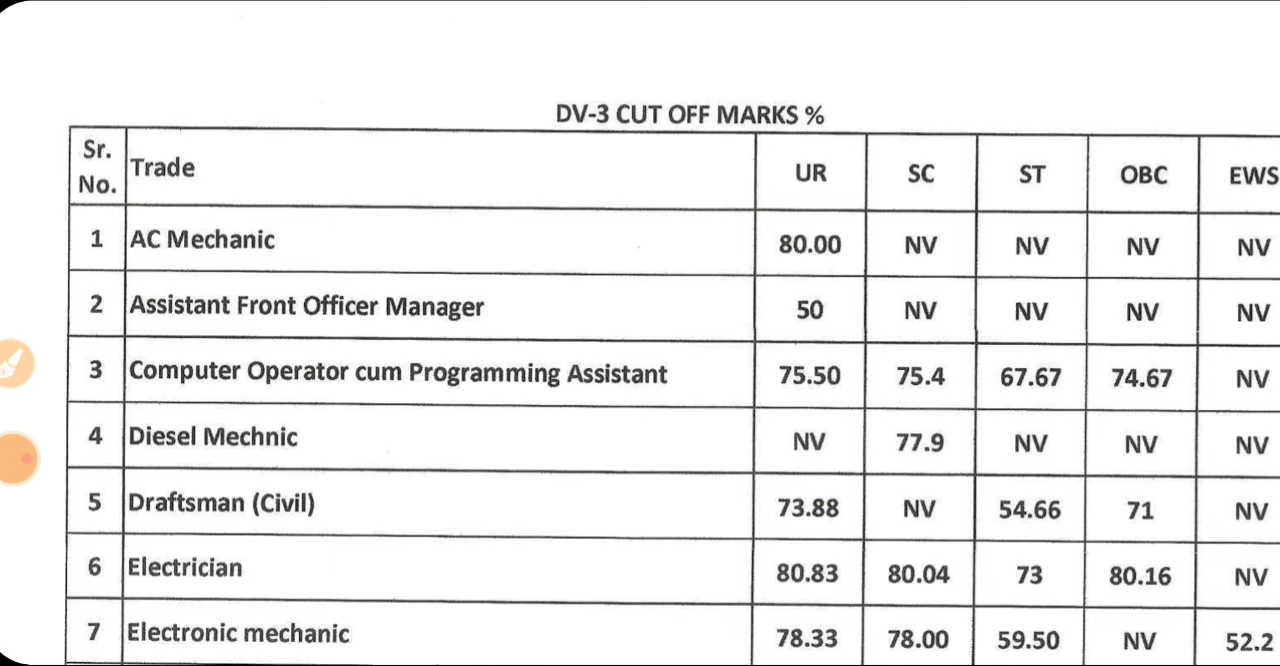 DV-3 CUT OFF MARKS %
Sr. No. Trade UR SC ST OBC EWS
1 AC Mechanic 80.00 NV NV NV NV
2 Assistant Front Officer Manager 50 NV NV NV NV
3 Computer Operator cum Programming Assistant 75.50 75.4 67.67 74.67 NV
4 Diesel Mechnic NV 77.9 NV NV NV
5 Draftsman (Civil) 73.88 NV 54.66 71 NV
6 Electrician 80.83 80.04 73 80.16 NV
7 Electronic mechanic 78.33 78.00 59.50 NV 52.2